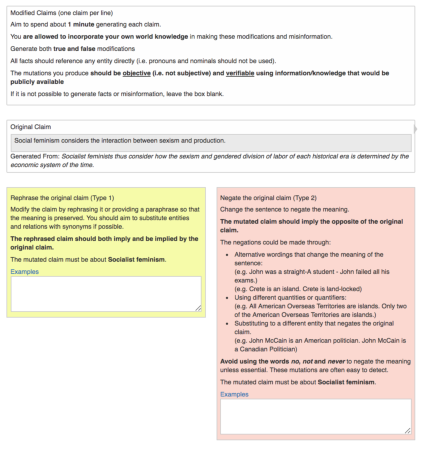 Modified Claims (one claim per line)
Aim to spend about 1 minute generating each claim.
You are allowed to incorporate your own world knowledge in making these modifications and misinformation.
Generate both true and false modifications
All facts should reference any entity directly (i.e. pronouns and nominals should not be used).
The mutations you produce should be objective (i.e. not subjective) and verifiable using information/knowledge that would be
publicly available
If it is not possible to generate facts or misinformation, leave the box blank.
Original Claim
Social feminism considers the interaction between sexism and production.
Generated From: Socialist feminists thus consider how the sexism and gendered division of labor of each historical era is determined by the
economic system of the time.
Rephrase the original claim (Type 1)
Modify the claim by rephrasing it or providing a paraphrase so that
the meaning is preserved. You should aim to substitute entities
and relations with synonyms if possible.
The rephrased claim should both imply and be implied by the
original claim.
The mutated claim must be about Socialist feminism.
Examples
Negate the original claim (Type 2)
Change the sentence to negate the meaning.
The mutated claim should imply the opposite of the original
claim.
The negations could be made through:
• Alternative wordings that change the meaning of the
sentence:
(e.g. John was a straight-A student - John failed all his
exams.)
(e.g. Crete is an island. Crete is land-locked)
• Using different quantities or quantifiers:
(e.g. All American Overseas Territories are islands. Only two
of the American Overseas Territories are islands.)
• Substituting to a different entity that negates the original
claim.
(e.g. John McCain is an American politician. John McCain is
a Canadian Politician)
Avoid using the words no, not and never to negate the meaning
unless essential. These mutations are often easy to detect.
The mutated claim must be about Socialist feminism.
Examples